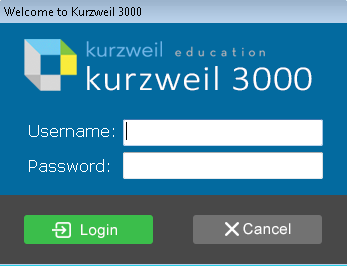 Welcome to Kurzweil 3000
kurzweil education
kurzweil 3000
Username:
Password:
Login
Cancel